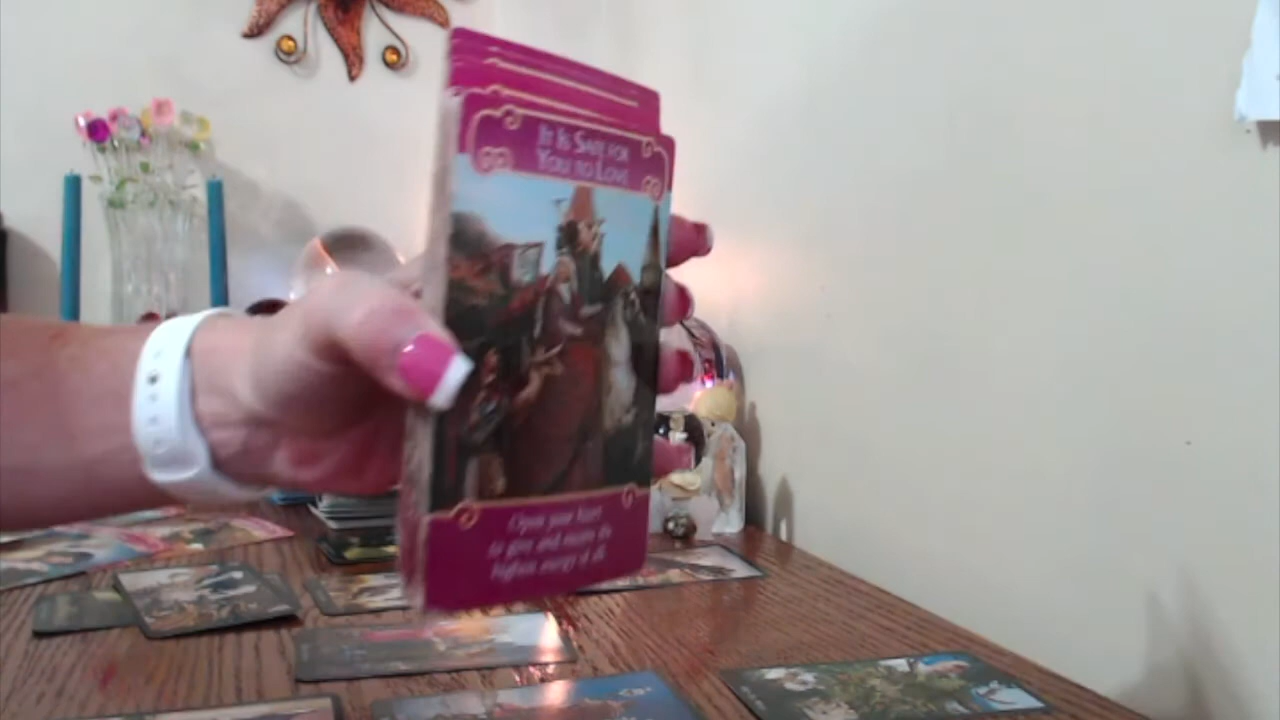 It Is Safe for
You to Love
Open your heart
to give and receive the
highest energy of all.